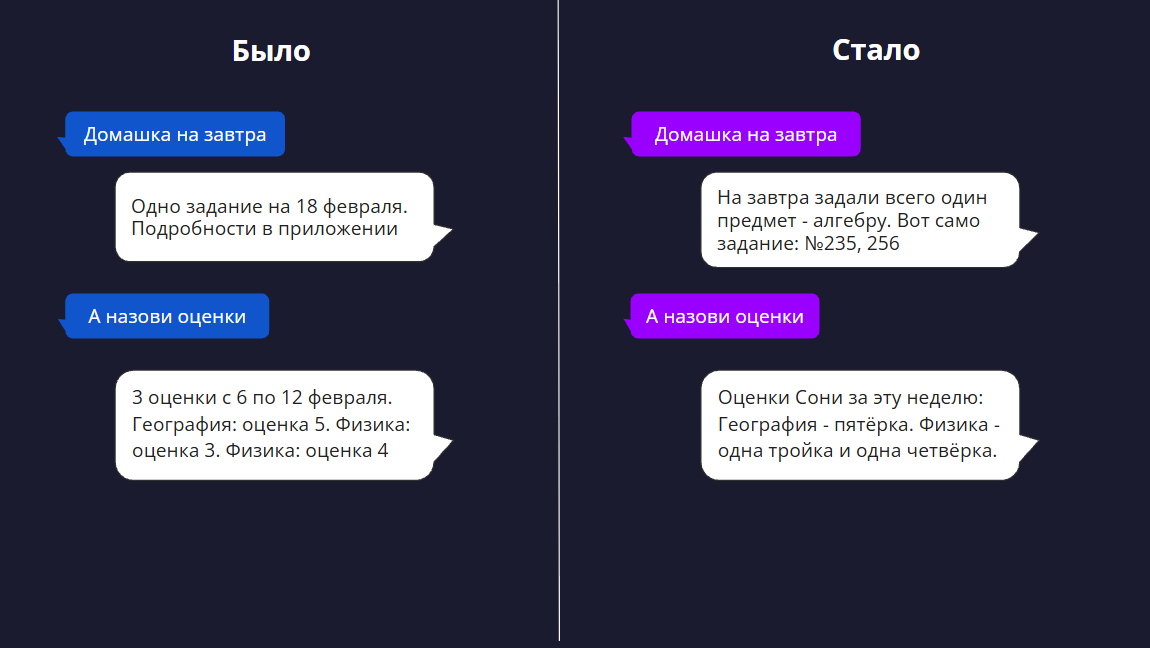 Было
Домашка на завтра
Одно задание на 18 февраля.
Подробности в приложении
А назови оценки
3 оценки с 6 по 12 февраля.
География: оценка 5. Физика:
оценка 3. Физика: оценка 4
Стало
Домашка на завтра
На завтра задали всего один
предмет - алгебру. Вот само
задание: №235, 256
А назови оценки
Оценки Сони за эту неделю:
География - пятёрка. Физика -
одна тройка и одна четвёрка.